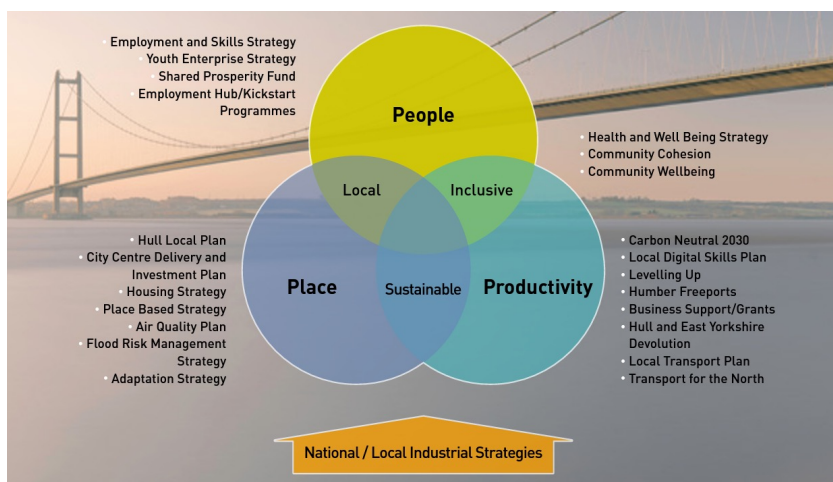 Employment and Skills Strategy
Youth Enterprise Strategy
Shared Prosperity Fund
Employment Hub/Kickstart
Programmes
People
Health and Well Being Strategy
Community Cohesion
Community Wellbeing
Local
Inclusive
Hull Local Plan
City Centre Delivery and
Investment Plan
Housing Strategy
Place Based Strategy
Air Quality Plan
Flood Risk Management
Strategy
Adaptation Strategy
Place
Sustainable
Productivity
Carbon Neutral 2030
Local Digital Skills Plan
Levelling Up
Humber Freeports
Business Support/Grants
Hull and East Yorkshire
Devolution
Local Transport Plan
Transport for the North
National / Local Industrial Strategies